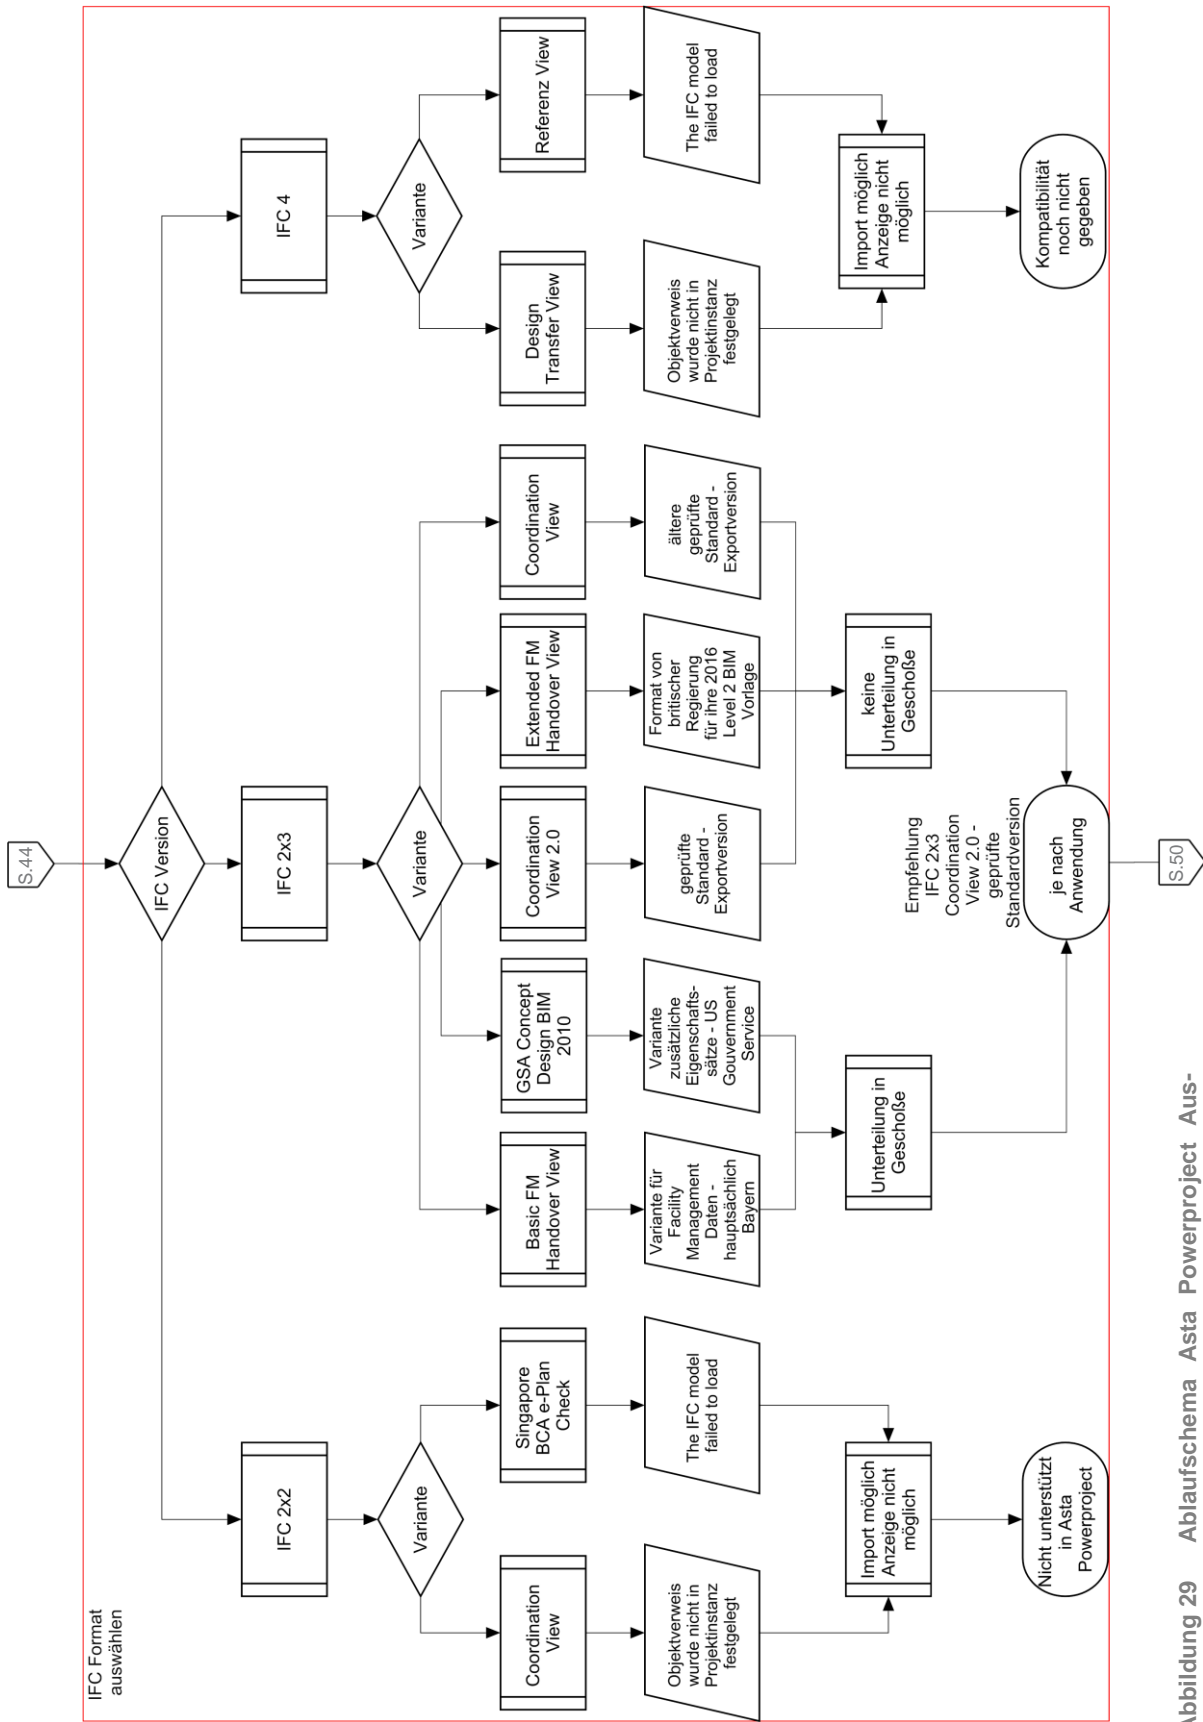 S.44
IFC Format
auswählen
IFC Version
IFC 2x2
IFC 2x3
IFC 4
Variante
Variante
Variante
Coordination
View
Singapore
BCA e-Plan
Check
Basic FM
Handover View
GSA Concept
Design BIM
2010
Coordination
View 2.0
Extended FM
Handover View
Coordination
View
Design
Transfer View
Referenz View
Objektverweis
wurde nicht in
Projektinstanz
festgelegt
The IFC model
failed to load
Variante für
Facility
Management
Daten -
hauptsächlich
Bayern
Variante
zusätzliche
Eigenschafts-
sätze - US
Gouvernment
Service
geprüfte
Standard -
Exportversion
Format von
britischer
Regierung
für ihre 2016
Level 2 BIM
Vorlage
ältere
geprüfte
Standard -
Exportversion
Objektverweis
wurde nicht in
Projektinstanz
festgelegt
The IFC model
failed to load
Import möglich
Anzeige nicht
möglich
Unterteilung in
Geschoße
keine
Unterteilung in
Geschoße
Import möglich
Anzeige nicht
möglich
Empfehlung
IFC 2x3
Coordination
View 2.0 -
geprüfte
Standardversion
Nicht unterstützt
in Asta
Powerproject
je nach
Anwendung
Kompatibilität
noch nicht
gegeben
S.50
Abbildung 29 Ablaufschema Asta Powerproject Aus-